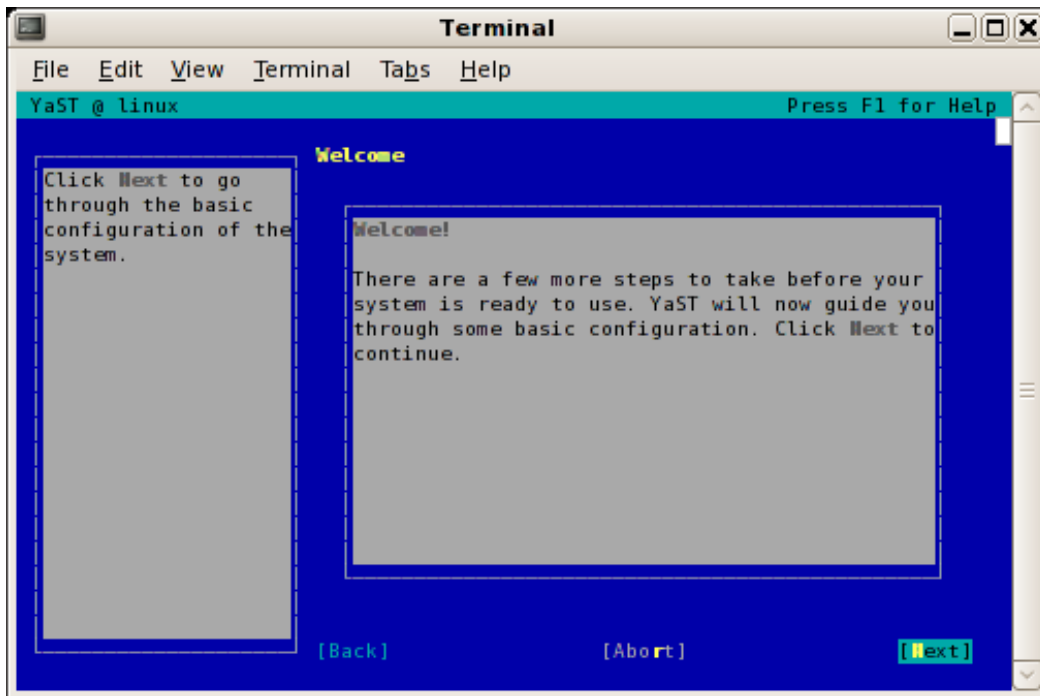 Terminal
File Edit View Terminal Tabs Help
YaST @ linux Press F1 for Help
Welcome
Click Next to go
through the basic
configuration of the
system.
Welcome!
There are a few more steps to take before your
system is ready to use. YaST will now guide you
through some basic configuration. Click Next to
continue.
[Back] [Abort] [Next]